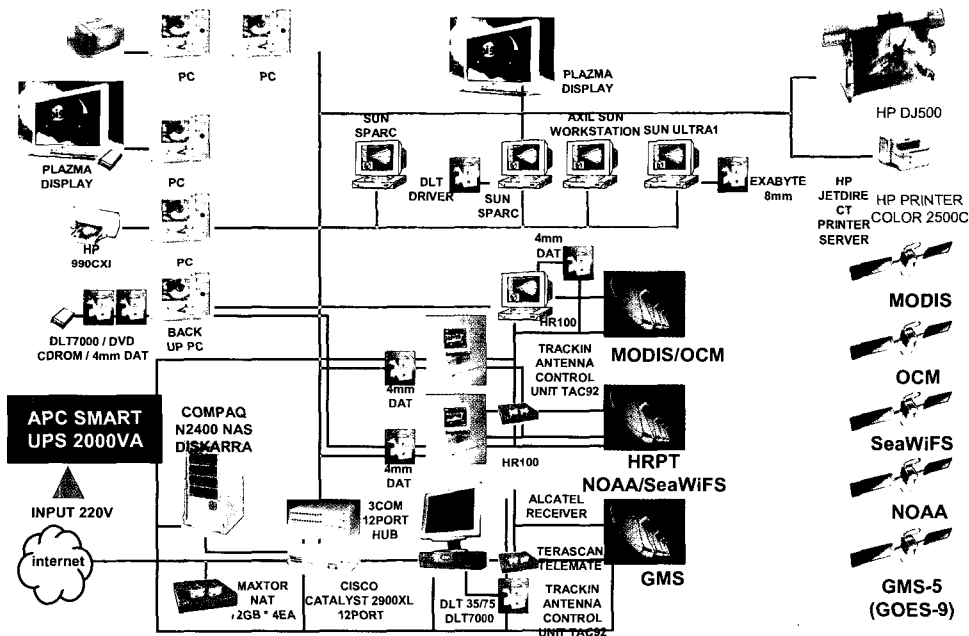 PC
PC
PLAZMA
DISPLAY
HP DJ500
PLAZMA
DISPLAY
PC
SUN
SPARC
DLT
DRIVER
SUN
SPARC
AXIL SUN
WORKSTATION
SUN ULTRA1
EXABYTE
8mm
HP
JETDIRE
CT
PRINTER
SERVER
HP PRINTER
COLOR 2500C
HP
990CXI
PC
4mm
DAT
DLT7000 / DVD
CDROM / 4mm DAT
BACK
UP PC
HR100
MODIS/OCM
TRACKIN
ANTENNA
CONTROL
UNIT TAC92
4mm
DAT
4mm
DAT
HR100
HRPT
NOAA/SeaWiFS
APC SMART
UPS 2000VA
INPUT 220V
COMPAQ
N2400 NAS
DISKARRA
3COM
12PORT
HUB
ALCATEL
RECEIVER
TERASCAN
TELEMATE
GMS
internet
MAXTOR
NAT
2GB * 4EA
CISCO
CATALYST 2900XL
12PORT
DLT 35/75
DLT7000
TRACKIN
ANTENNA
CONTROL
UNIT TAC92
MODIS
OCM
SeaWiFS
NOAA
GMS-5
(GOES-9)